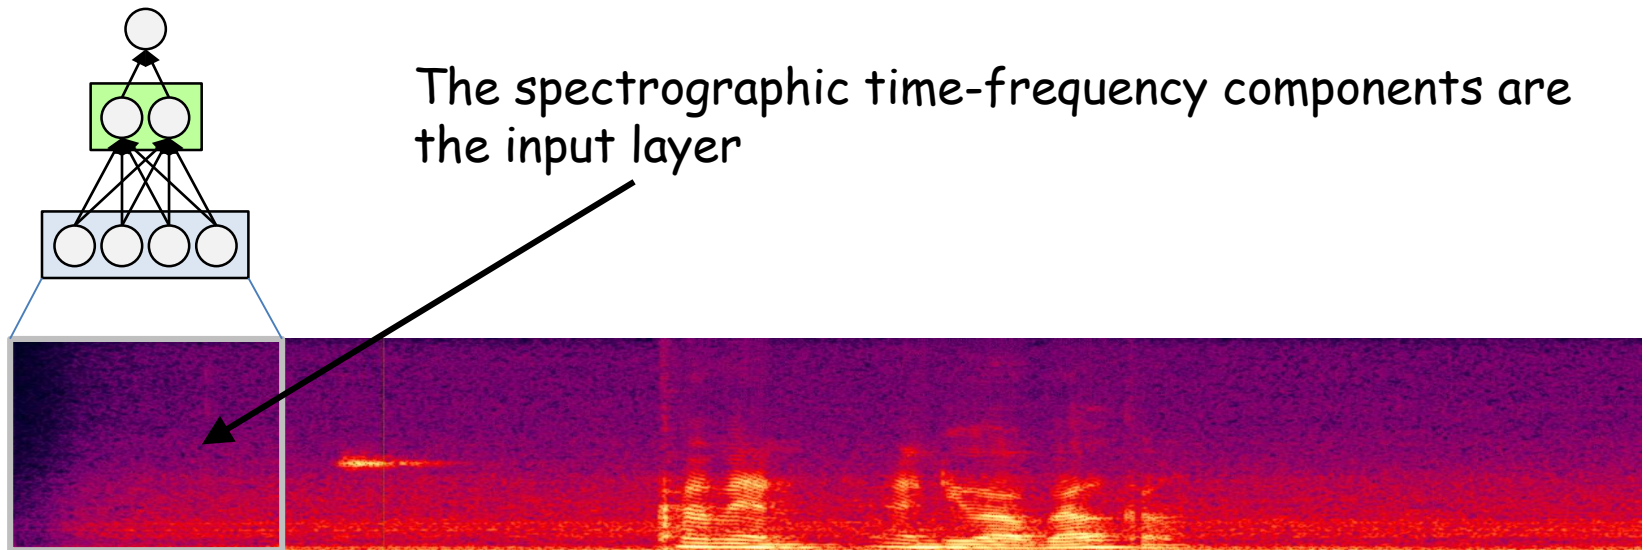 The spectrographic time-frequency components are
the input layer